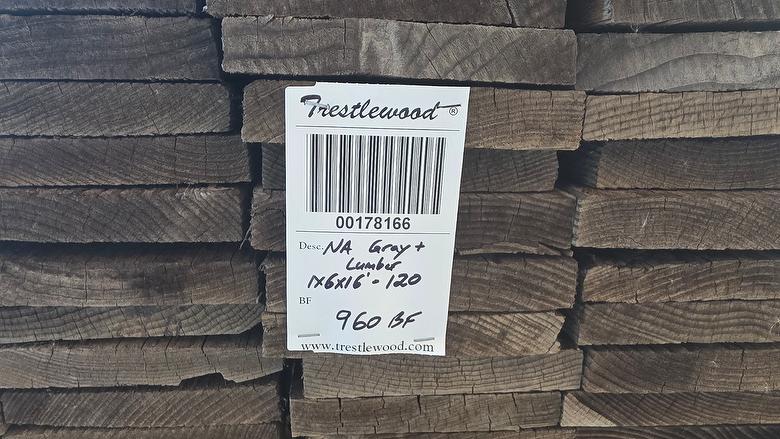 Trestlewood®
00178166
Desc. NA Gray +
Lumber
1x6x16' - 120
BF
960 BF
www.trestlewood.com